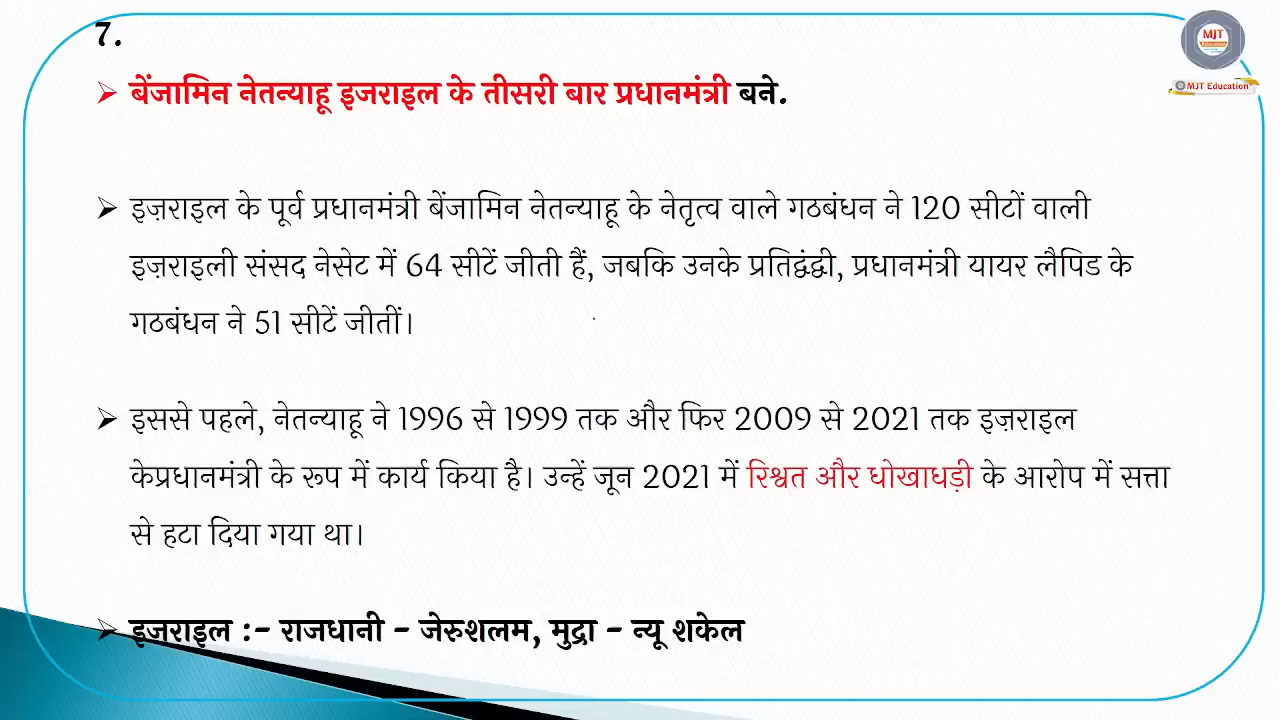 7.
MJT
Education
MJT Education
➢ बेंजामिन नेतन्याहू इजराइल के तीसरी बार प्रधानमंत्री बने.
➢ इज़राइल के पूर्व प्रधानमंत्री बेंजामिन नेतन्याहू के नेतृत्व वाले गठबंधन ने 120 सीटों वाली
इज़राइली संसद नेसेट में 64 सीटें जीती हैं, जबकि उनके प्रतिद्वंद्वी, प्रधानमंत्री यायर लैपिड के
गठबंधन ने 51 सीटें जीतीं।
➢ इससे पहले, नेतन्याहू ने 1996 से 1999 तक और फिर 2009 से 2021 तक इज़राइल
केप्रधानमंत्री के रूप में कार्य किया है। उन्हें जून 2021 में रिश्वत और धोखाधड़ी के आरोप में सत्ता
से हटा दिया गया था।
➢ इजराइल :- राजधानी - जेरुशलम, मुद्रा - न्यू शकेल